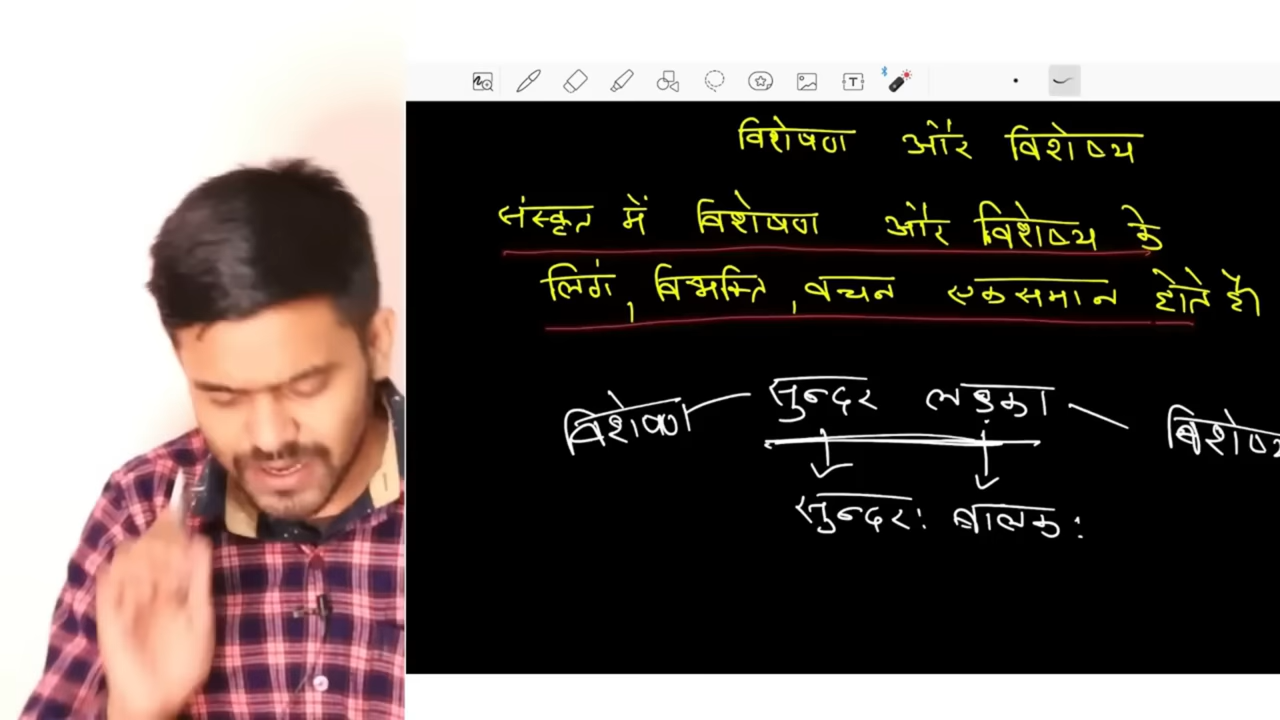 विशेषण और विशेष्य
संस्कृत में विशेषण और विशेष्य के
लिंग, विभक्ति, वचन एकसमान होते है।
विशेषण सुन्दर लड़का विशेष्य
सुन्दर: बालक: